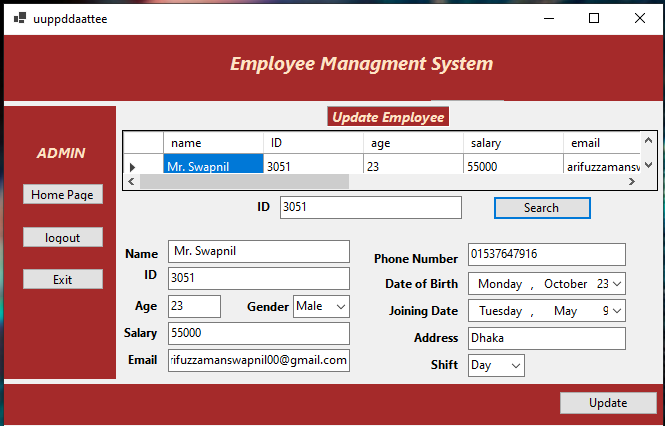 uuppddaattee
Employee Managment System
Update Employee
ADMIN
Home Page
logout
Exit
name ID age salary email
Mr. Swapnil 3051 23 55000 arifuzzamansw
ID 3051 Search
Name Mr. Swapnil
ID 3051
Age 23 Gender Male
Salary 55000
Email rifuzzamanswapnil00@gmail.com
Phone Number 01537647916
Date of Birth Monday , October 23
Joining Date Tuesday , May 9
Address Dhaka
Shift Day
Update